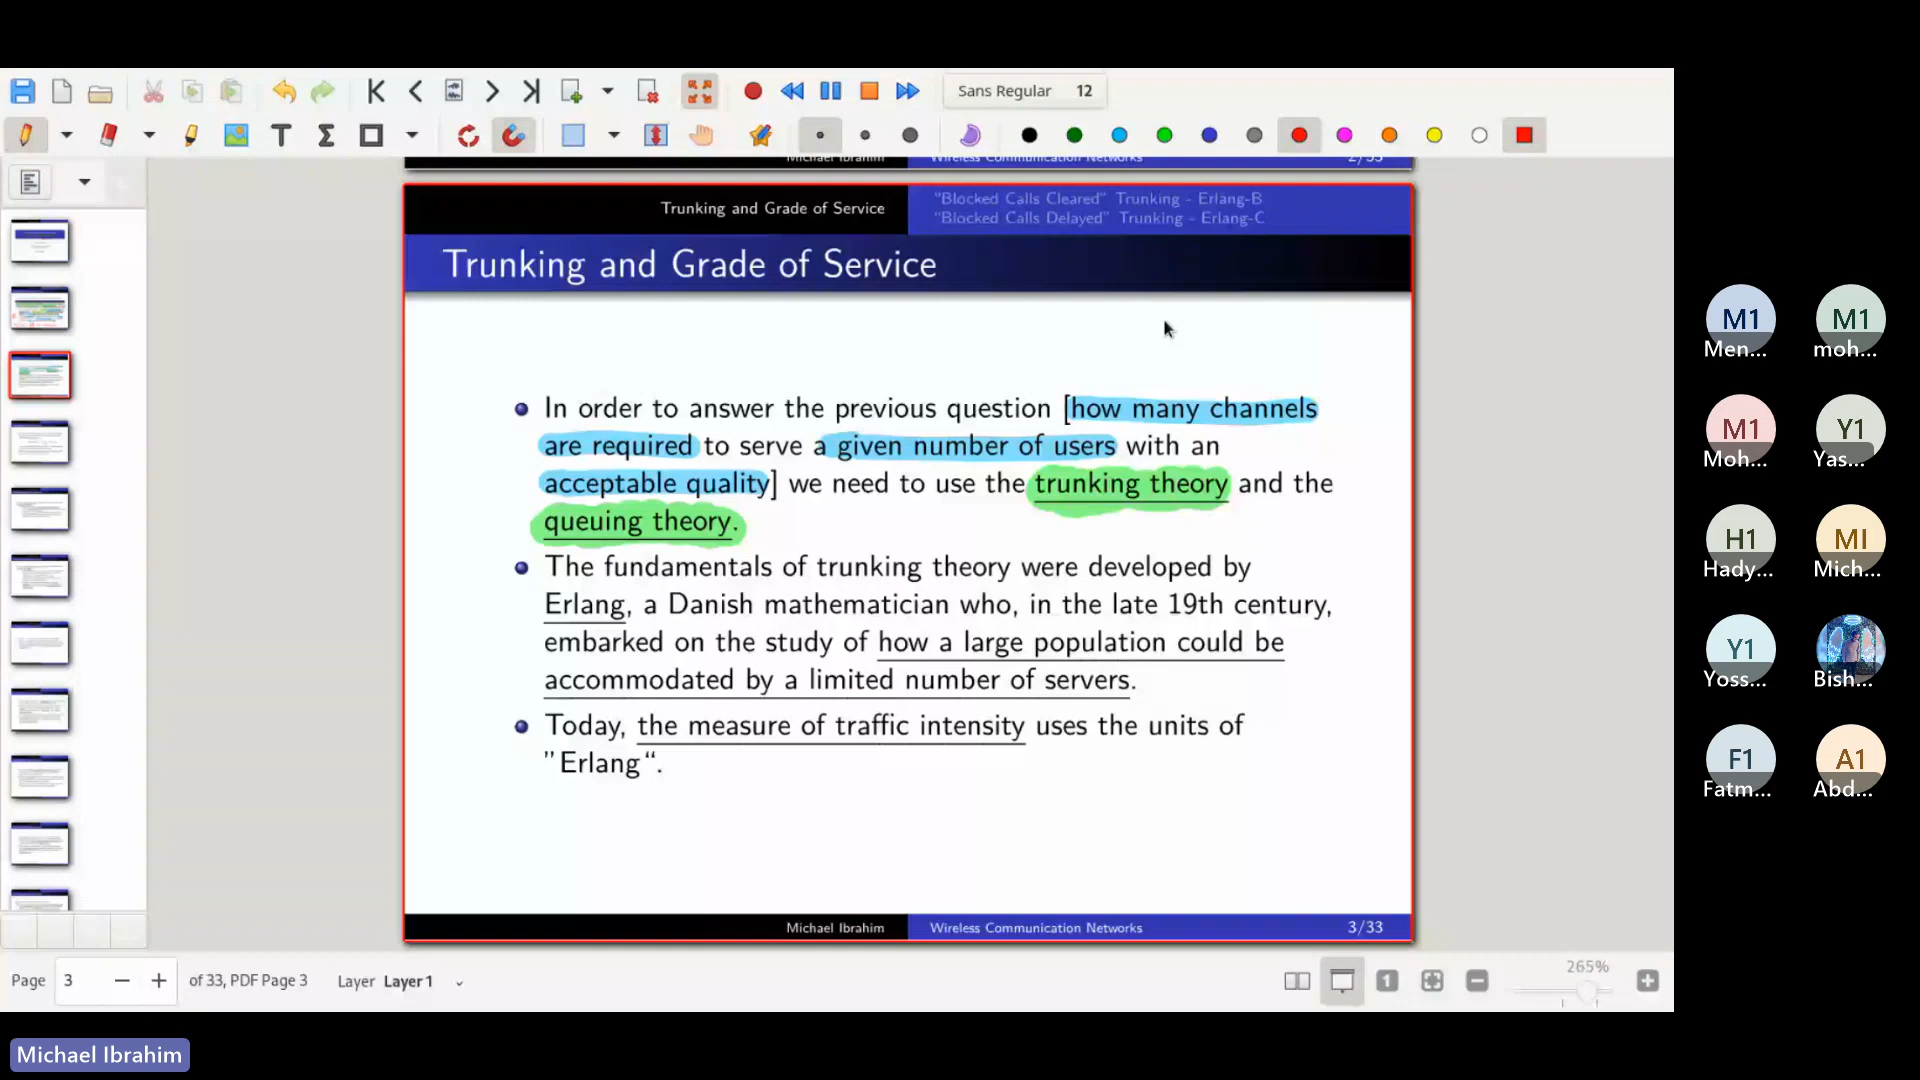 Sans Regular 12
Michael Ibrahim Wireless Communication Networks 2/33
Trunking and Grade of Service
"Blocked Calls Cleared" Trunking - Erlang-B
"Blocked Calls Delayed" Trunking - Erlang-C
Trunking and Grade of Service
In order to answer the previous question [how many channels
are required to serve a given number of users with an
acceptable quality] we need to use the trunking theory and the
queuing theory.
The fundamentals of trunking theory were developed by
Erlang, a Danish mathematician who, in the late 19th century,
embarked on the study of how a large population could be
accommodated by a limited number of servers.
Today, the measure of traffic intensity uses the units of
"Erlang“.
Michael Ibrahim Wireless Communication Networks 3/33
Page 3 of 33, PDF Page 3 Layer Layer 1
265%
Michael Ibrahim
M1 M1
Men... moh...
M1 Y1
Moh... Yas...
H1 MI
Hady... Mich...
Y1
Yoss... Bish...
F1 A1
Fatm... Abd...